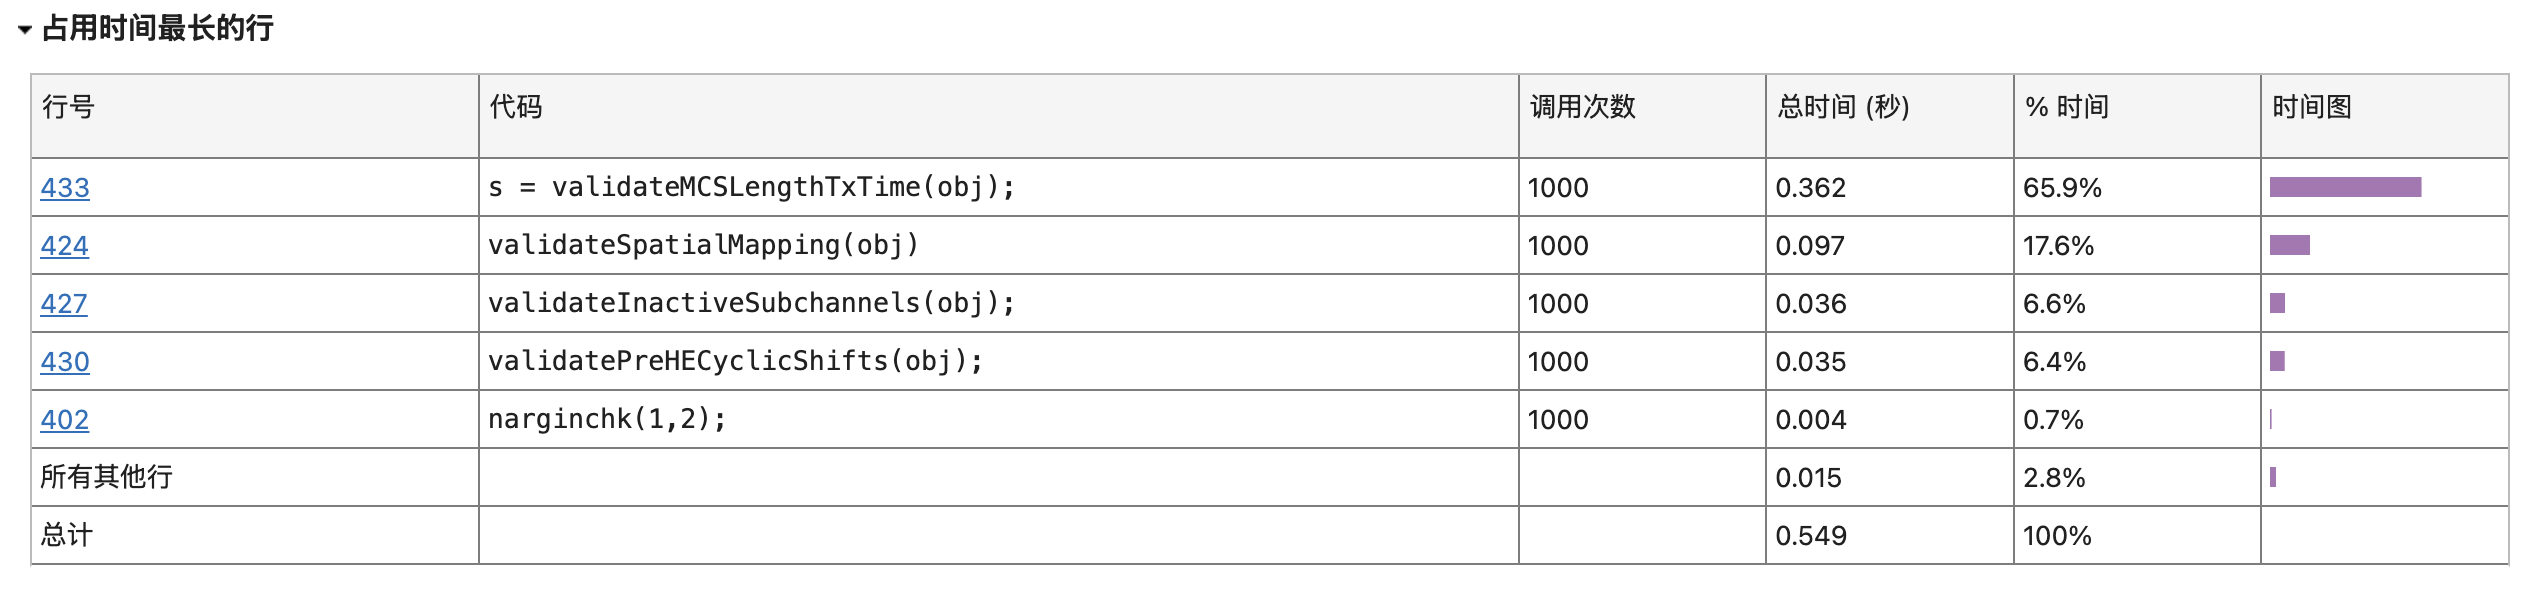 占用时间最长的行
行号 代码 调用次数 总时间 (秒) % 时间 时间图
433 s = validateMCSLengthTxTime(obj); 1000 0.362 65.9%
424 validateSpatialMapping(obj) 1000 0.097 17.6%
427 validateInactiveSubchannels(obj); 1000 0.036 6.6%
430 validatePreHECyclicShifts(obj); 1000 0.035 6.4%
402 narginchk(1,2); 1000 0.004 0.7%
所有其他行 0.015 2.8%
总计 0.549 100%